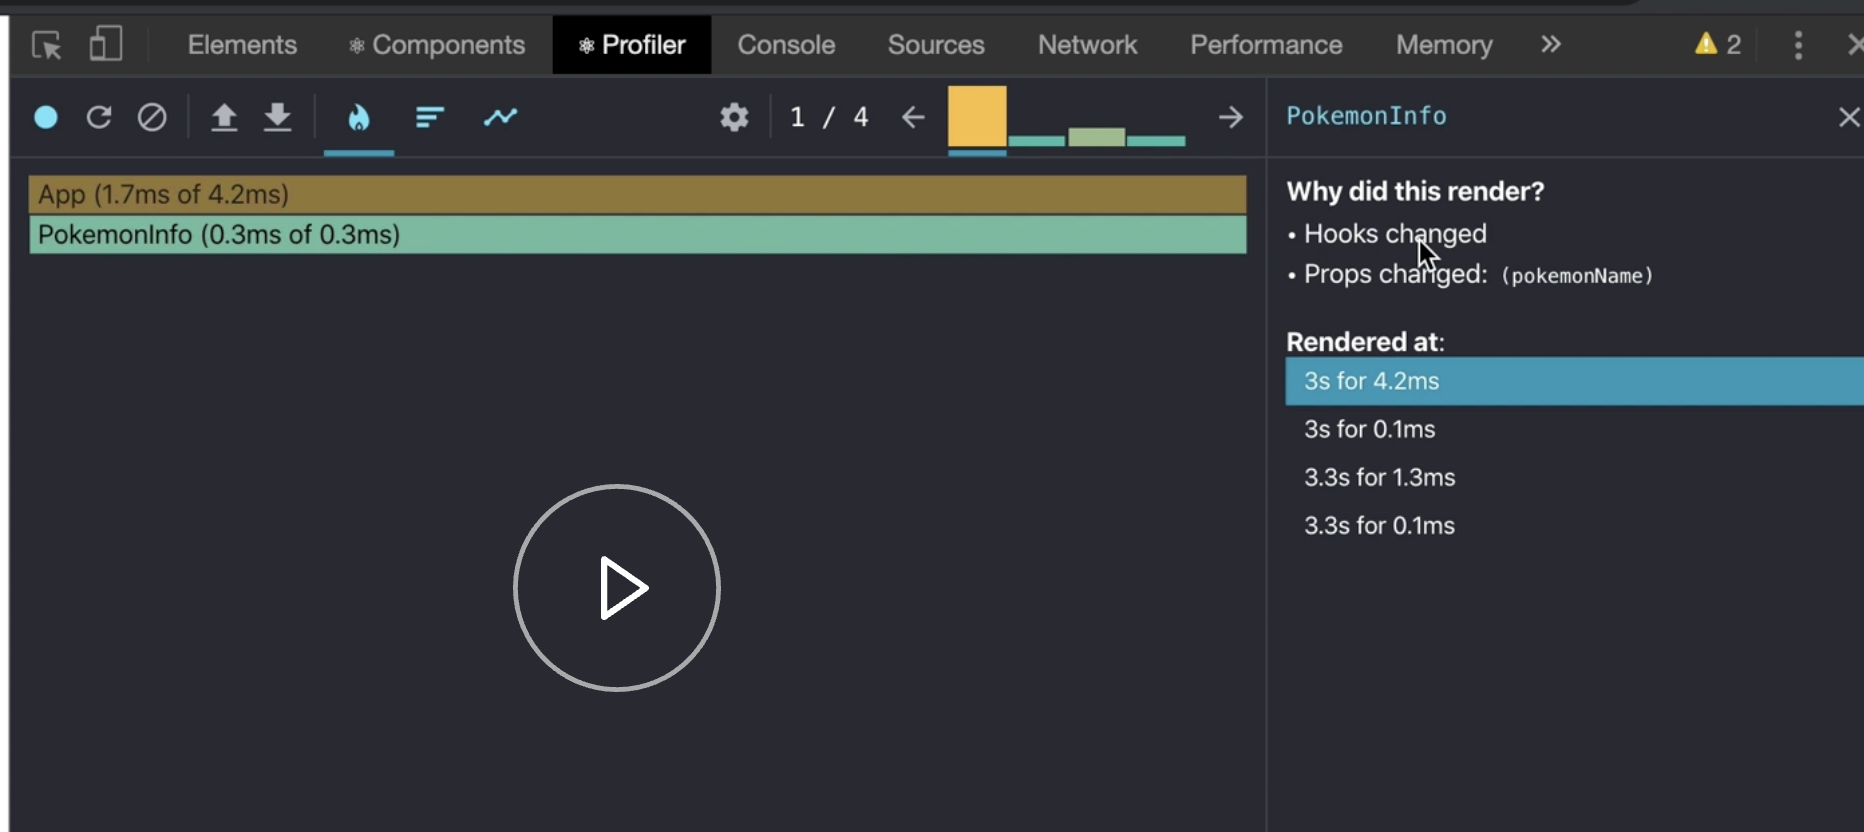 Elements Components Profiler Console Sources Network Performance Memory 2
1 / 4
PokemonInfo
App (1.7ms of 4.2ms)
PokemonInfo (0.3ms of 0.3ms)
Why did this render?
• Hooks changed
• Props changed: (pokemonName)
Rendered at:
3s for 4.2ms
3s for 0.1ms
3.3s for 1.3ms
3.3s for 0.1ms